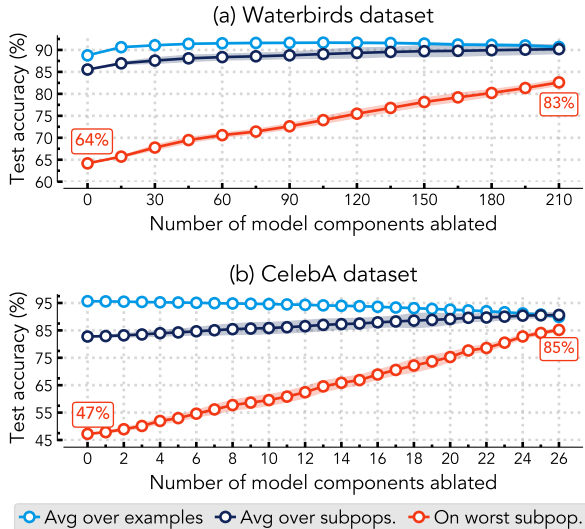 (a) Waterbirds dataset
Test accuracy (%)
90
85
80
75
70
65
60
64%
83%
0 30 60 90 120 150 180 210
Number of model components ablated
(b) CelebA dataset
Test accuracy (%)
95
85
75
65
55
45
47%
85%
0 2 4 6 8 10 12 14 16 18 20 22 24 26
Number of model components ablated
Avg over examples Avg over subpops. On worst subpop.